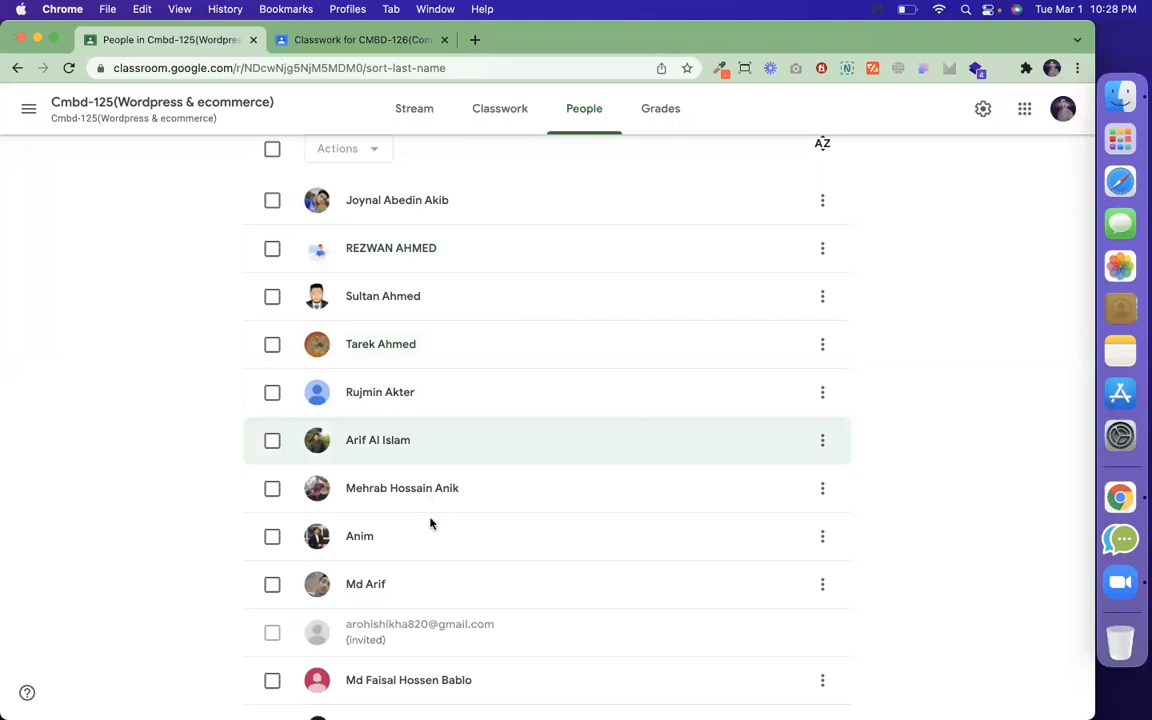 Chrome File Edit View History Bookmarks Profiles Tab Window Help Tue Mar 1 10:28 PM
People in Cmbd-125(Wordpre Classwork for CMBD-126(Com
classroom.google.com/r/NDcwNjg5NjM5MDM0/sort-last-name
4
Cmbd-125(Wordpress & ecommerce)
Cmbd-125(Wordpress & ecommerce)
Stream Classwork People Grades
Actions
AZ
Joynal Abedin Akib
REZWAN AHMED
Sultan Ahmed
Tarek Ahmed
Rujmin Akter
Arif Al Islam
Mehrab Hossain Anik
Anim
Md Arif
arohishikha820@gmail.com
(invited)
Md Faisal Hossen Bablo